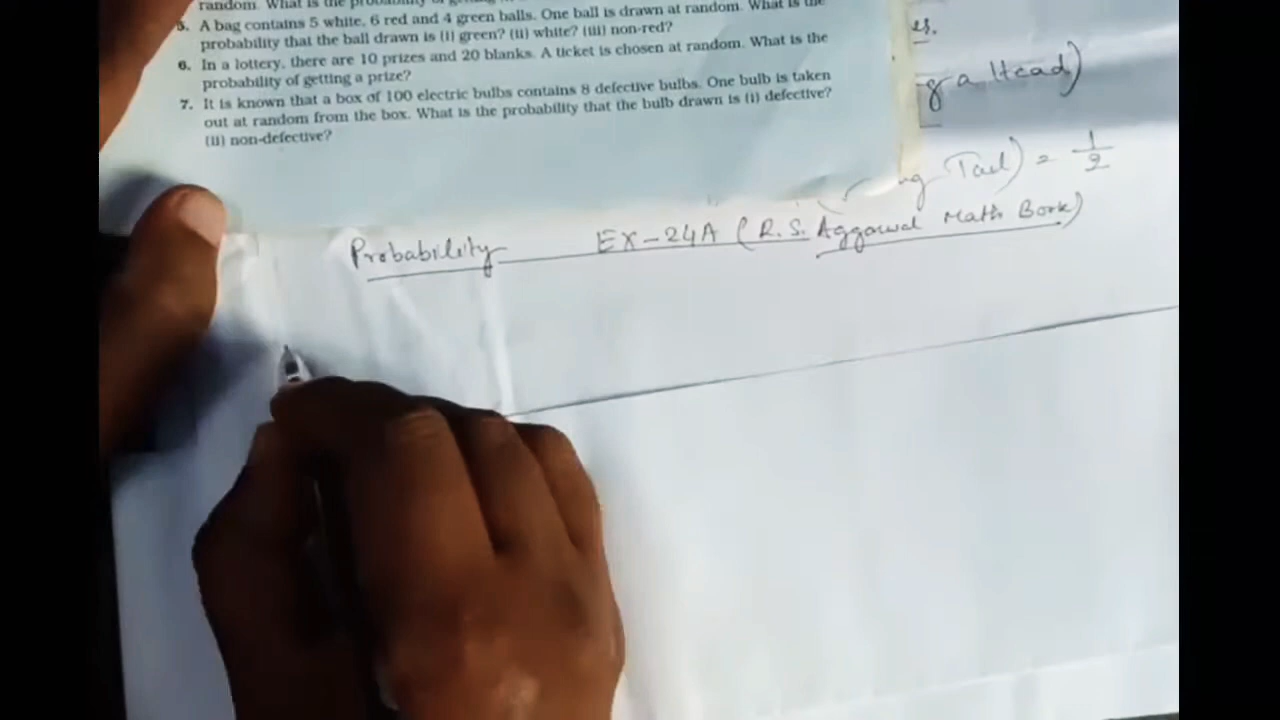 random. What is the probability of getting
5. A bag contains 5 white, 6 red and 4 green balls. One ball is drawn at random. What is the
probability that the ball drawn is (i) green? (ii) white? (iii) non-red?
6. In a lottery, there are 10 prizes and 20 blanks. A ticket is chosen at random. What is the
probability of getting a prize?
7. It is known that a box of 100 electric bulbs contains 8 defective bulbs. One bulb is taken
out at random from the box. What is the probability that the bulb drawn is (i) defective?
(ii) non-defective?
es.
g a Head)
ng Tail) = 1/2
Probability EX-24A (R.S. Aggarwal Math Book)